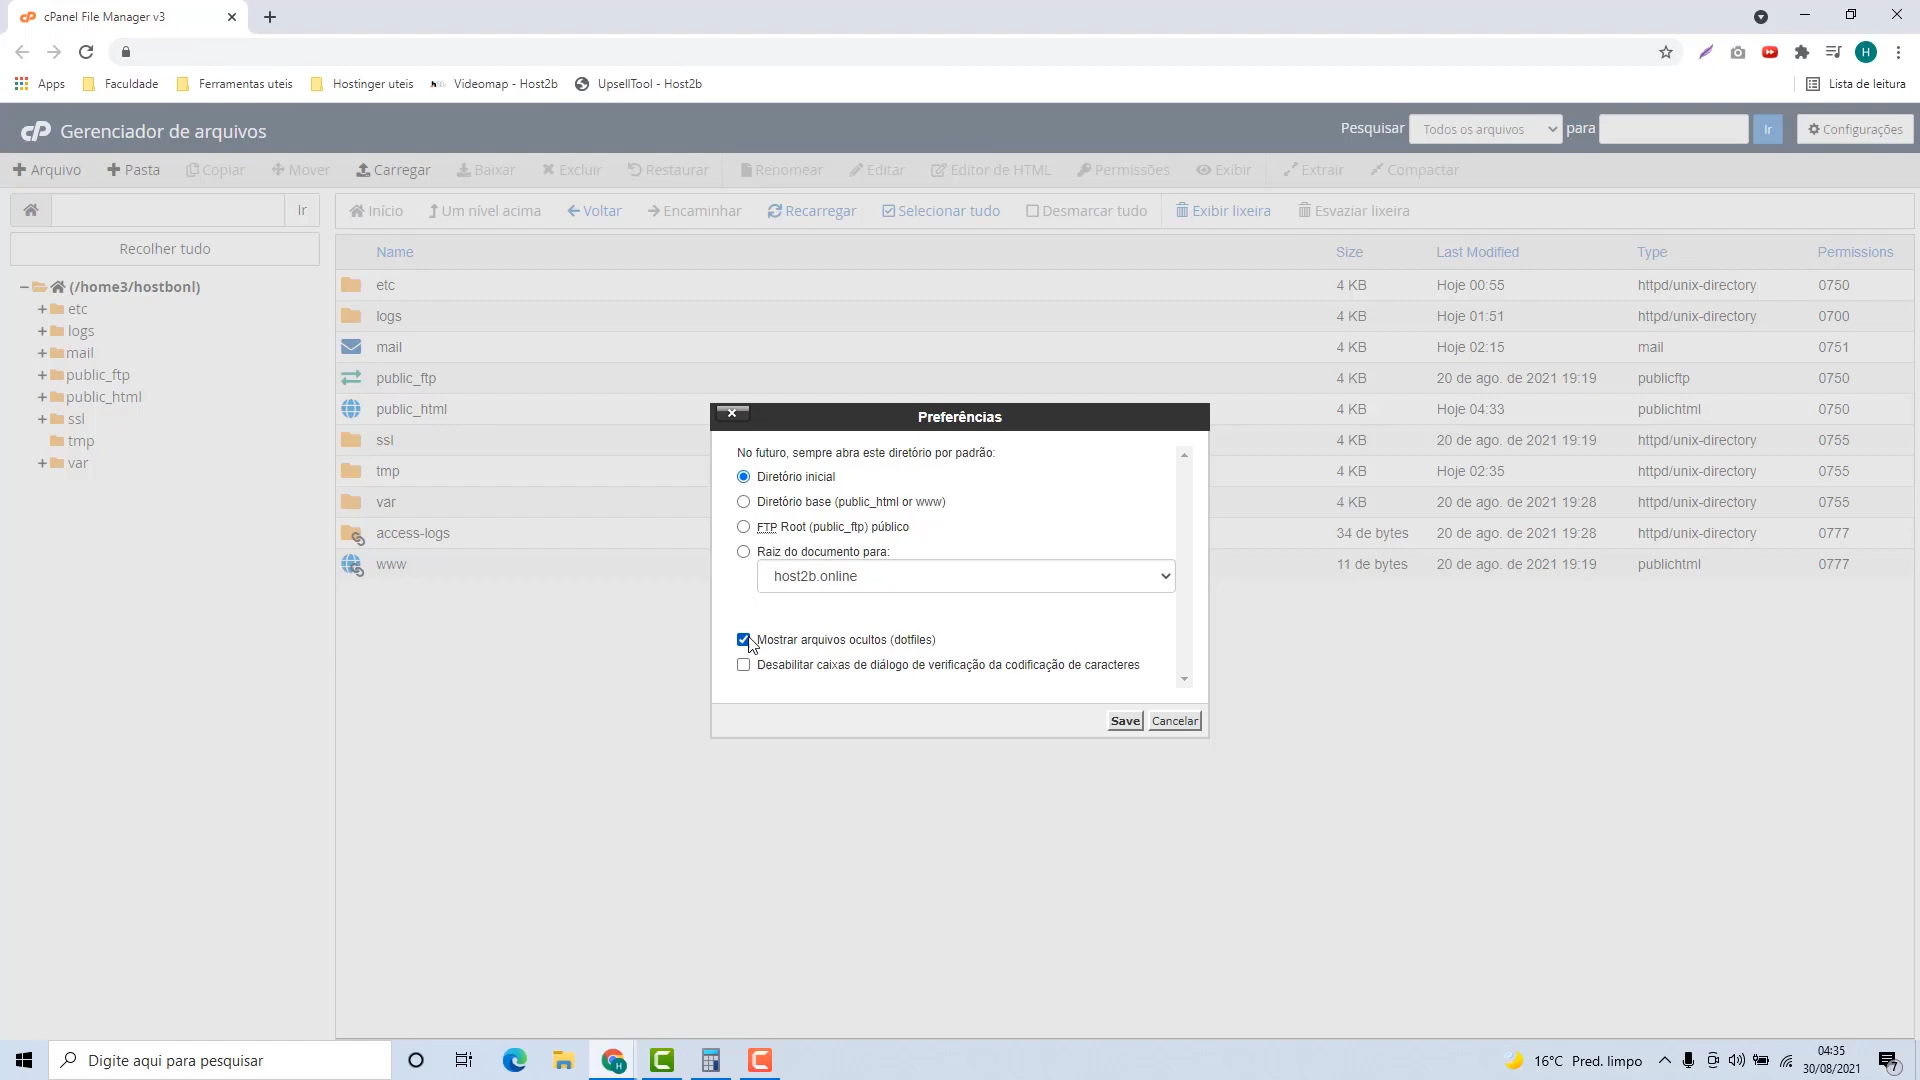 cPanel File Manager v3
Apps
Faculdade
Ferramentas uteis
Hostinger uteis
Videomap - Host2b
UpsellTool - Host2b
Lista de leitura
H
cP Gerenciador de arquivos
Pesquisar Todos os arquivos para Ir Configurações
Arquivo Pasta Copiar Mover Carregar Baixar Excluir Restaurar Renomear Editar Editor de HTML Permissões Exibir Extrair Compactar
Ir
Início Um nível acima Voltar Encaminhar Recarregar Selecionar tudo Desmarcar tudo Exibir lixeira Esvaziar lixeira
Recolher tudo
(/home3/hostbonl)
etc
logs
mail
public_ftp
public_html
ssl
tmp
var
Name Size Last Modified Type Permissions
etc 4 KB Hoje 00:55 httpd/unix-directory 0750
logs 4 KB Hoje 01:51 httpd/unix-directory 0700
mail 4 KB Hoje 02:15 mail 0751
public_ftp 4 KB 20 de ago. de 2021 19:19 publicftp 0750
public_html 4 KB Hoje 04:33 publichtml 0750
ssl 4 KB 20 de ago. de 2021 19:19 httpd/unix-directory 0755
tmp 4 KB Hoje 02:35 httpd/unix-directory 0755
var 4 KB 20 de ago. de 2021 19:28 httpd/unix-directory 0755
access-logs 34 de bytes 20 de ago. de 2021 19:28 httpd/unix-directory 0777
www 11 de bytes 20 de ago. de 2021 19:19 publichtml 0777
Preferências
No futuro, sempre abra este diretório por padrão:
Diretório inicial
Diretório base (public_html or www)
FTP Root (public_ftp) público
Raiz do documento para:
host2b.online
Mostrar arquivos ocultos (dotfiles)
Desabilitar caixas de diálogo de verificação da codificação de caracteres
Save Cancelar
Digite aqui para pesquisar
16°C Pred. limpo
04:35
30/08/2021
7